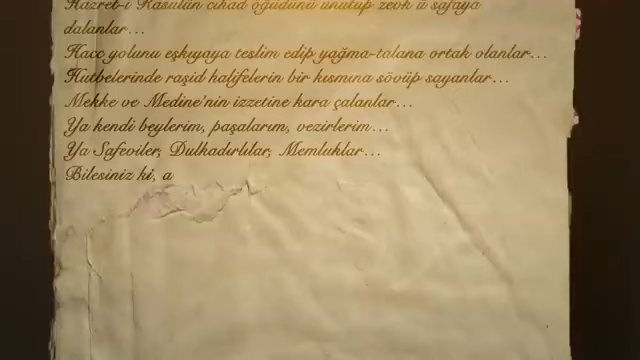 Hazret-i Rasulün cihad öğüdünü unutup zevk ü safaya
dalanlar...
Hacc yolunu eşkıyaya teslim edip yağma-talana ortak olanlar...
Hutbelerinde raşid halifelerin bir kısmına sövüp sayanlar...
Mekke ve Medine'nin izzetine kara çalanlar...
Ya kendi beylerim, paşalarım, vezirlerim...
Ya Safeviler, Dulkadırlılar, Memluklar...
Bilesiniz ki, a